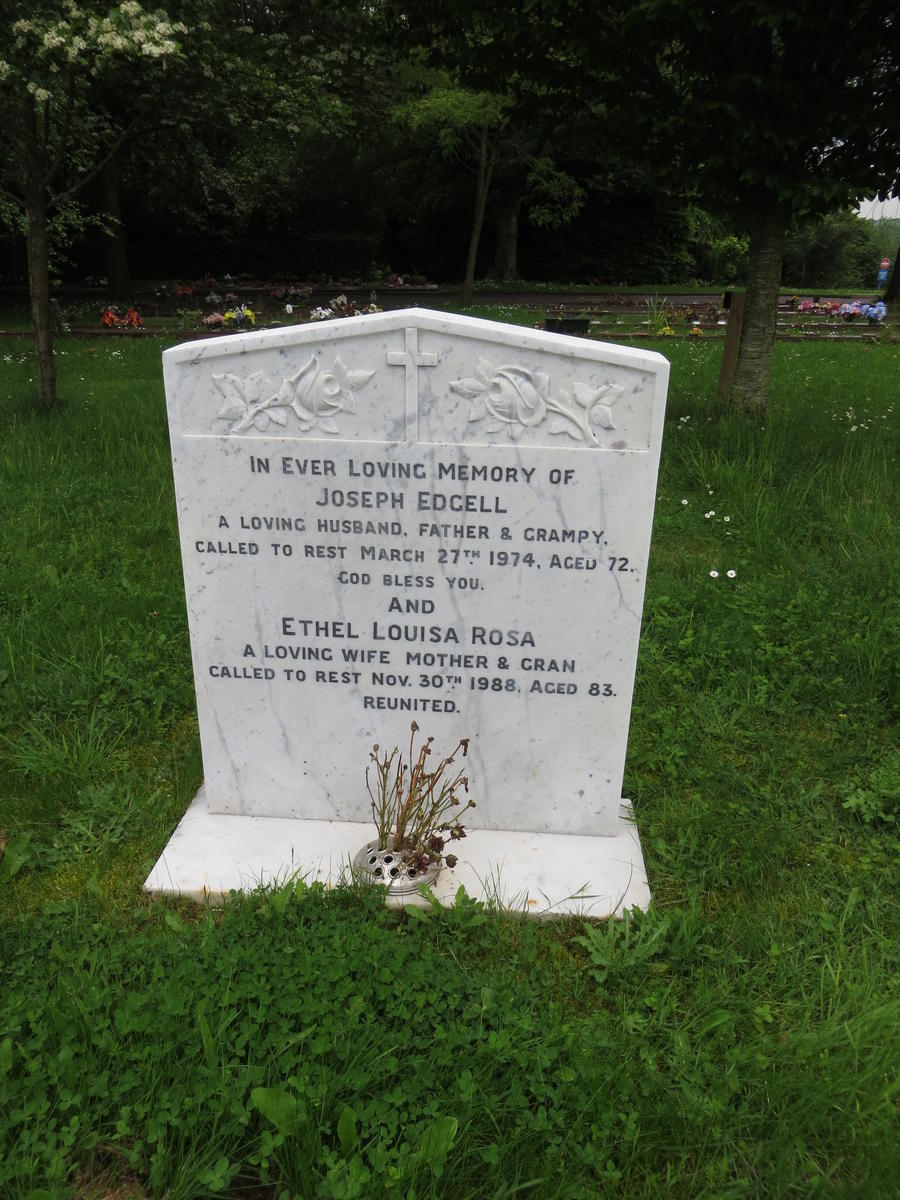 IN EVER LOVING MEMORY OF
JOSEPH EDGELL
A LOVING HUSBAND, FATHER & GRAMPY,
CALLED TO REST MARCH 27TH 1974, AGED 72.
GOD BLESS YOU.
AND
ETHEL LOUISA ROSA
A LOVING WIFE MOTHER & GRAN
CALLED TO REST NOV. 30TH 1988, AGED 83.
REUNITED.